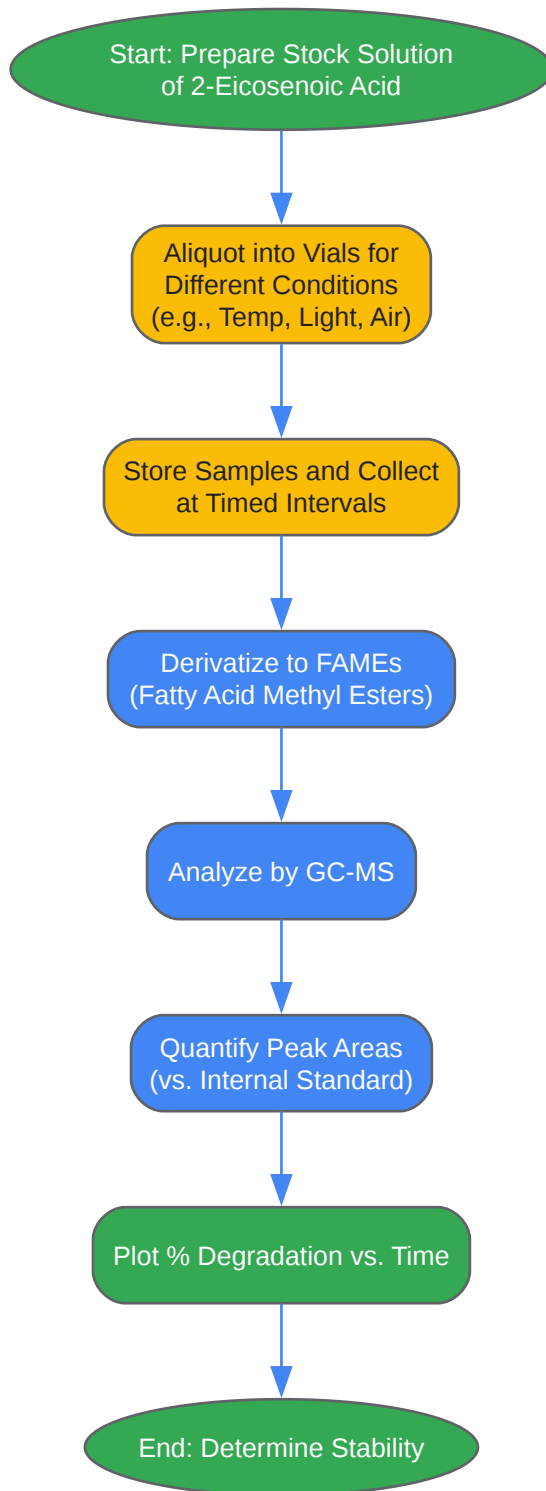 Start: Prepare Stock Solution
of 2-Eicosenoic Acid
Aliquot into Vials for
Different Conditions
(e.g., Temp, Light, Air)
Store Samples and Collect
at Timed Intervals
Derivatize to FAMEs
(Fatty Acid Methyl Esters)
Analyze by GC-MS
Quantify Peak Areas
(vs. Internal Standard)
Plot % Degradation vs. Time
End: Determine Stability